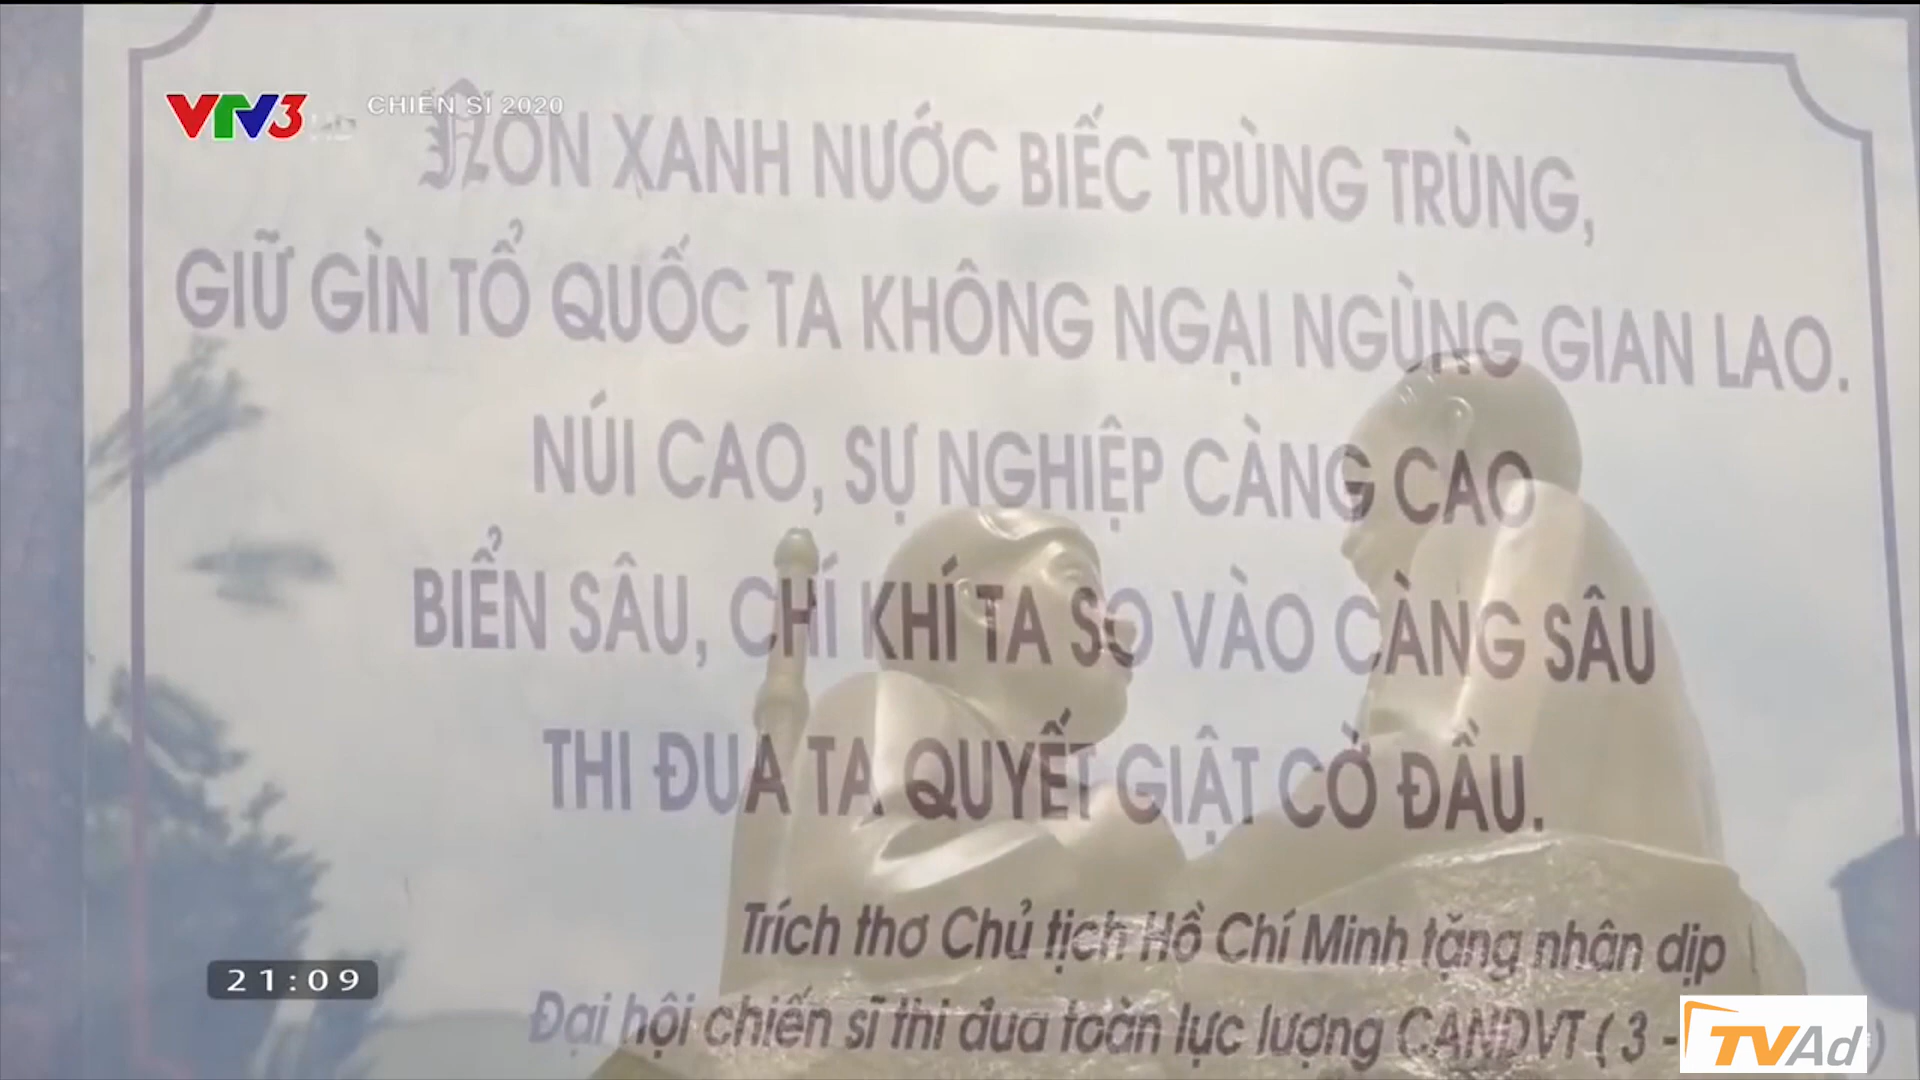 VTV3
CHIẾN SĨ 2020
NON XANH NƯỚC BIẾC TRÙNG TRÙNG,
GIỮ GÌN TỔ QUỐC TA KHÔNG NGẠI NGÙNG GIAN LAO.
NÚI CAO, SỰ NGHIỆP CÀNG CAO
BIỂN SÂU, CHÍ KHÍ TA SO VÀO CÀNG SÂU
THI ĐUA TA QUYẾT GIẬT CỜ ĐẦU.
Trích thơ Chủ tịch Hồ Chí Minh tặng nhân dịp
Đại hội chiến sĩ thi đua toàn lực lượng CANDVT ( 3 -
21:09
TVAd